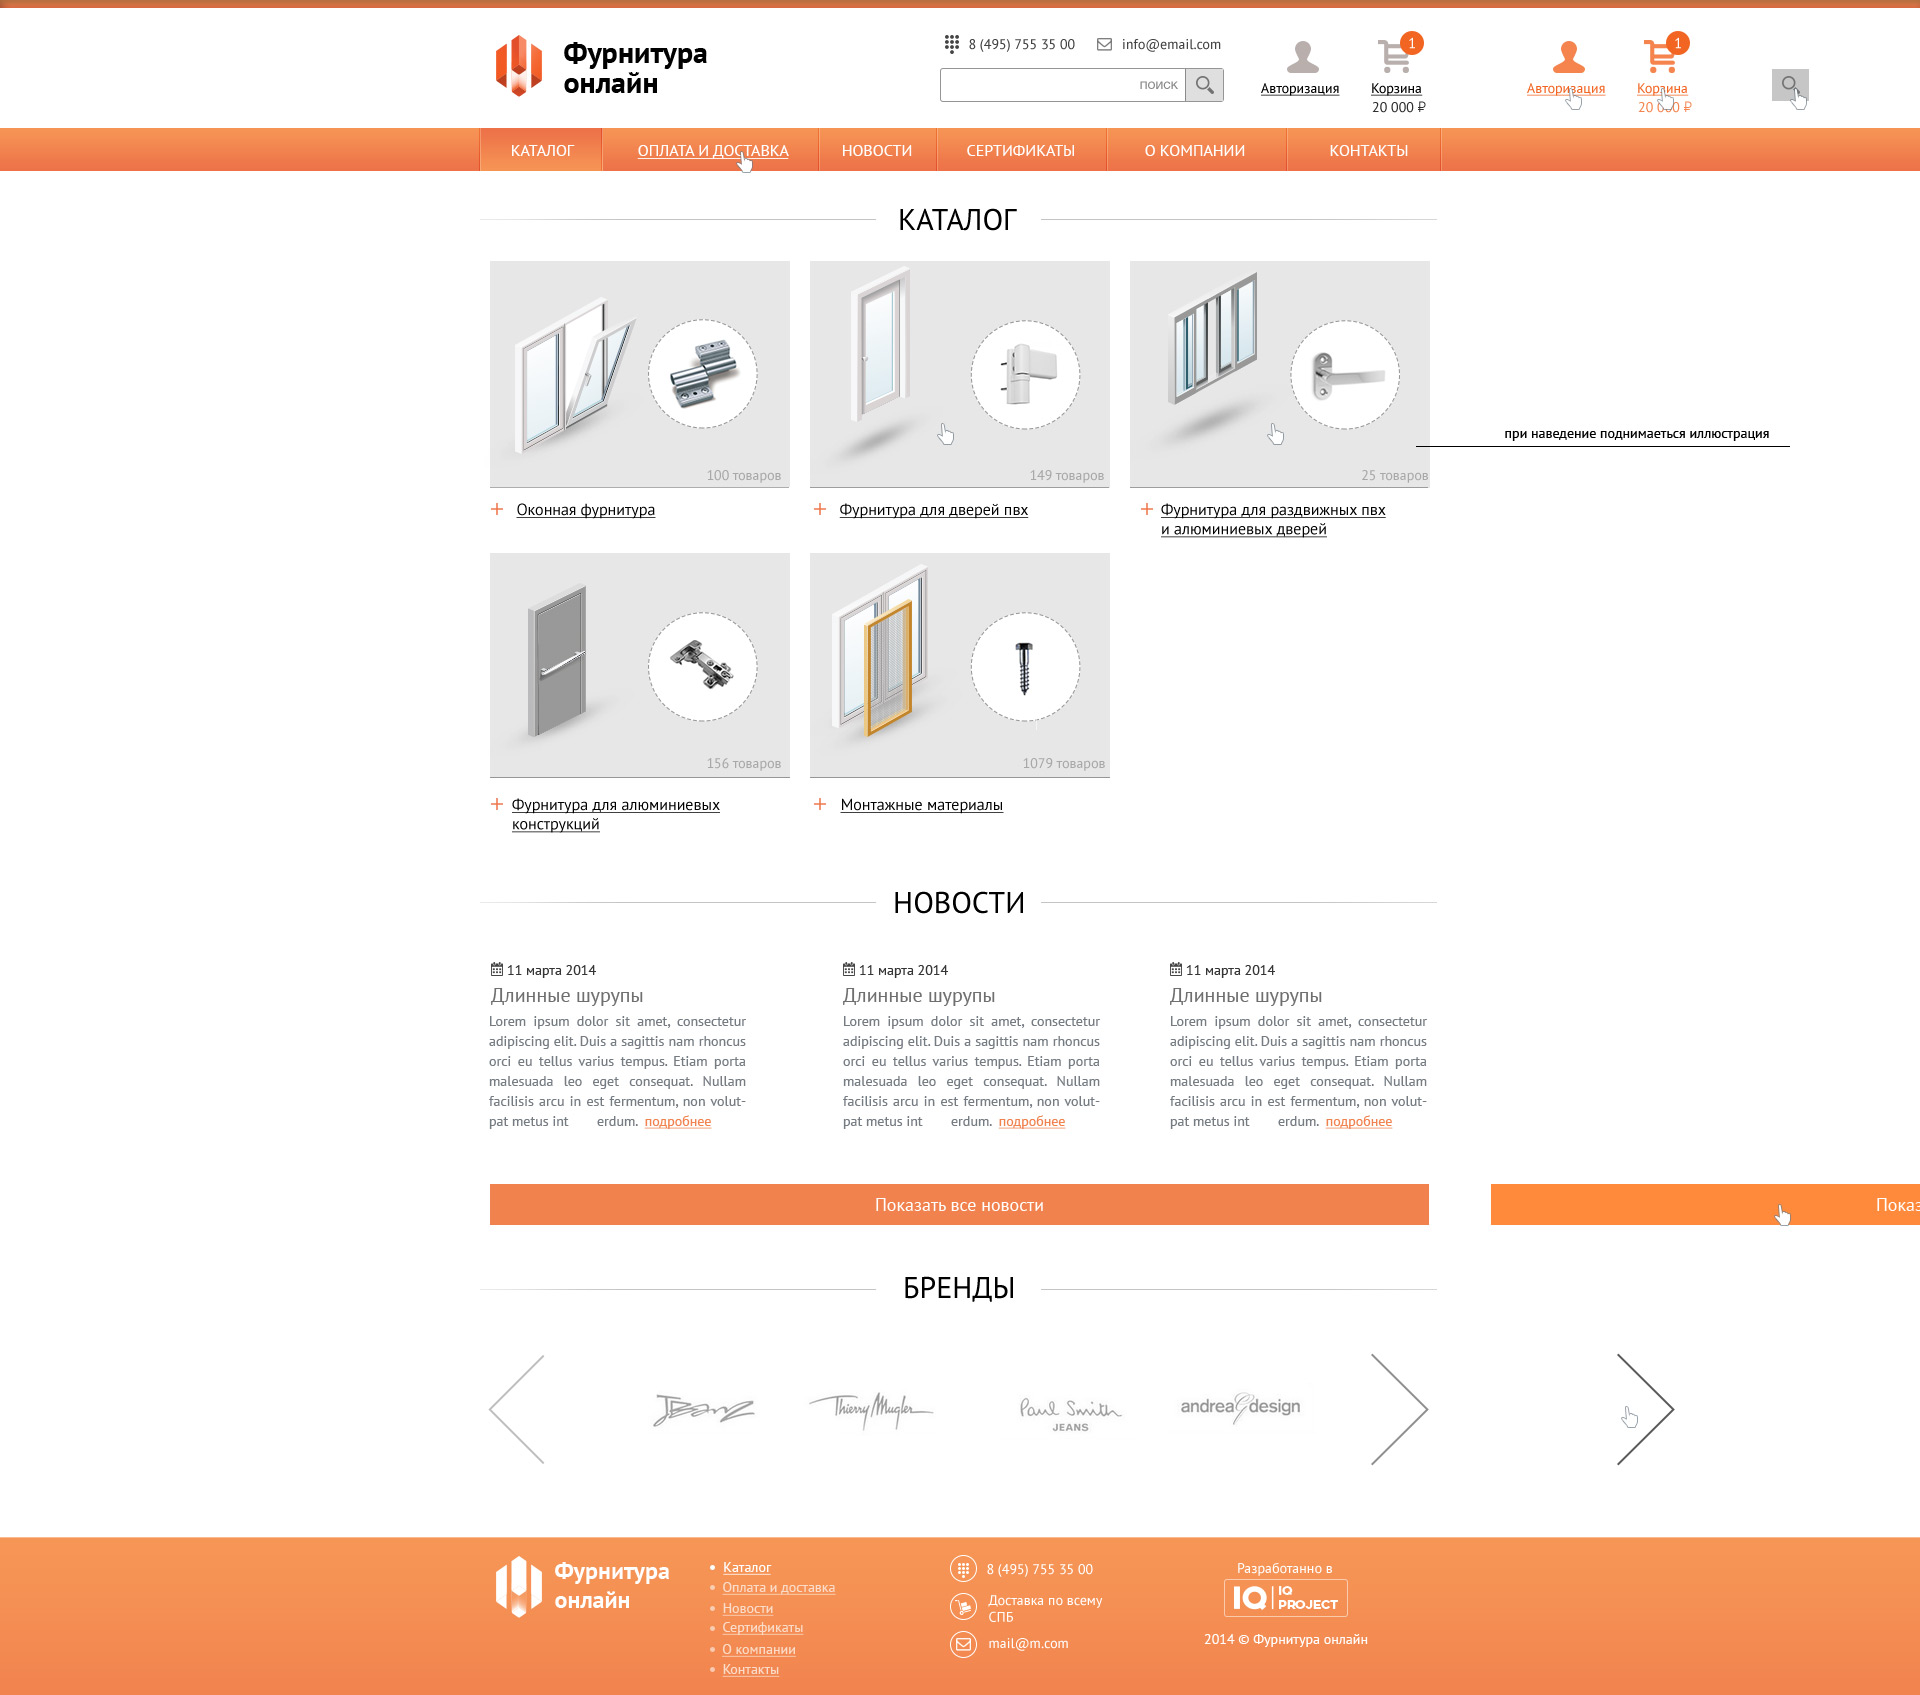 Фурнитура
онлайн
8 (495) 755 35 00
info@email.com
поиск
Авторизация
1
Корзина
20 000 ₽
Авторизация
1
Корзина
КАТАЛОГ
ОПЛАТА И ДОСТАВКА
НОВОСТИ
СЕРТИФИКАТЫ
О КОМПАНИИ
КОНТАКТЫ
КАТАЛОГ
100 товаров
149 товаров
25 товаров
при наведение поднимаеться иллюстрация
Оконная фурнитура
Фурнитура для дверей пвх
Фурнитура для раздвижных пвх
и алюминиевых дверей
156 товаров
1079 товаров
Фурнитура для алюминиевых
конструкций
Монтажные материалы
НОВОСТИ
11 марта 2014
Длинные шурупы
Lorem ipsum dolor sit amet, consectetur
adipiscing elit. Duis a sagittis nam rhoncus
orci eu tellus varius tempus. Etiam porta
malesuada leo eget consequat. Nullam
facilisis arcu in est fermentum, non volut-
pat metus int erdum. подробнее
11 марта 2014
Длинные шурупы
Lorem ipsum dolor sit amet, consectetur
adipiscing elit. Duis a sagittis nam rhoncus
orci eu tellus varius tempus. Etiam porta
malesuada leo eget consequat. Nullam
facilisis arcu in est fermentum, non volut-
pat metus int erdum. подробнее
11 марта 2014
Длинные шурупы
Lorem ipsum dolor sit amet, consectetur
adipiscing elit. Duis a sagittis nam rhoncus
orci eu tellus varius tempus. Etiam porta
malesuada leo eget consequat. Nullam
facilisis arcu in est fermentum, non volut-
pat metus int erdum. подробнее
Показать все новости
БРЕНДЫ
Thierry Mugler
Paul Smith
JEANS
andrea design
Фурнитура
онлайн
Каталог
Оплата и доставка
Новости
Сертификаты
О компании
Контакты
8 (495) 755 35 00
Доставка по всему
СПБ
mail@m.com
Разработанно в
IQ IQ
PROJECT
2014 © Фурнитура онлайн